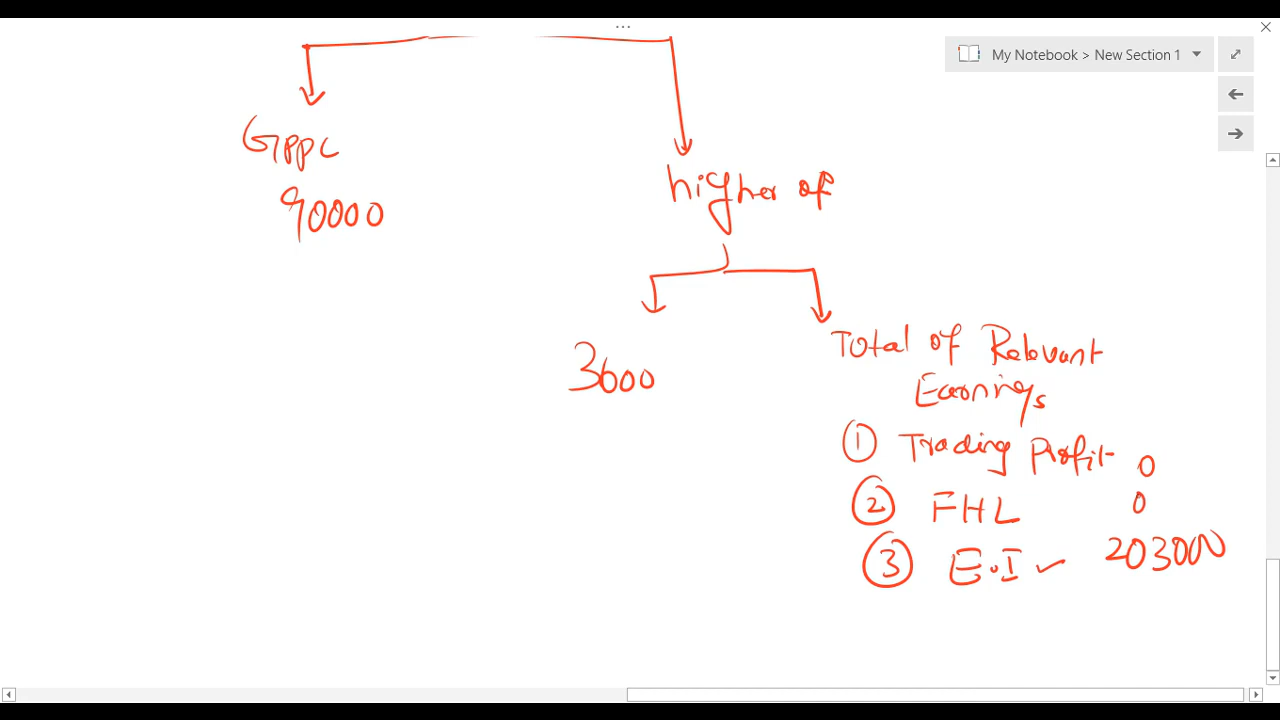 My Notebook > New Section 1
GPPC
90000
higher of
3600
Total of Relevant
Earnings
① Trading Profit 0
② FHL 0
③ E.I ✓ 203000